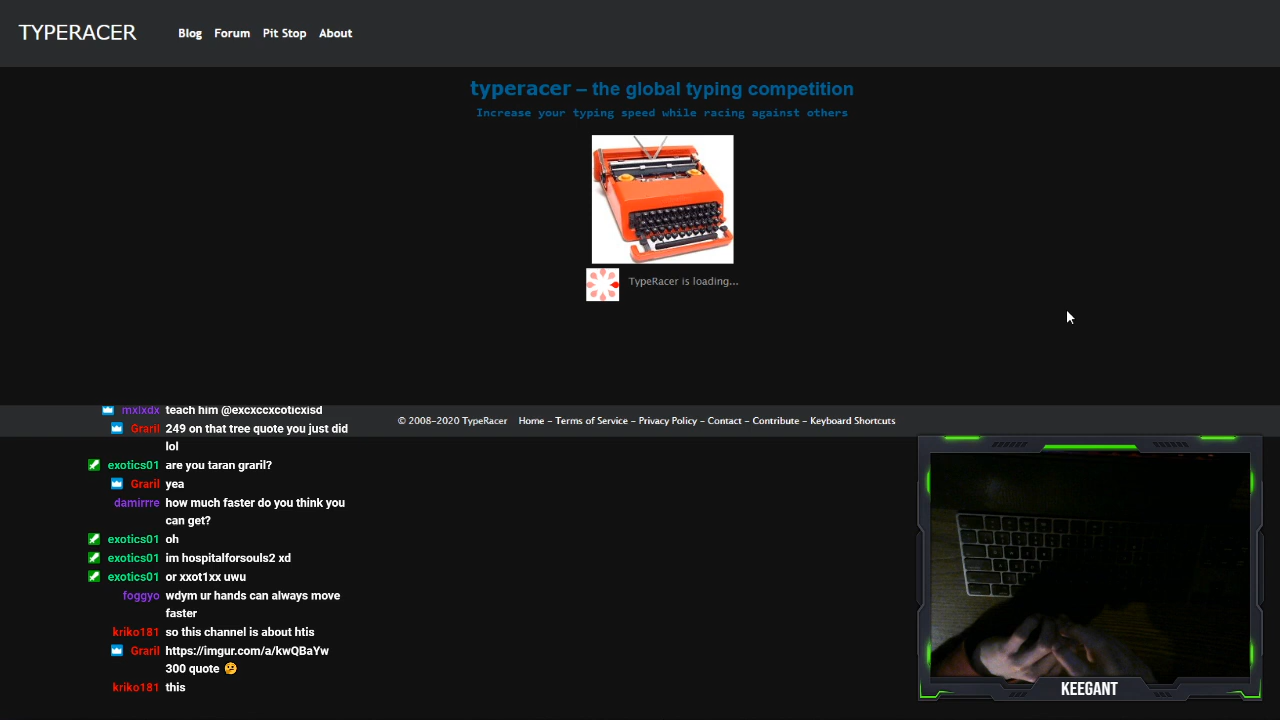 TYPERACER
Blog Forum Pit Stop About
typeracer – the global typing competition
Increase your typing speed while racing against others
TypeRacer is loading...
© 2008–2020 TypeRacer Home – Terms of Service – Privacy Policy – Contact – Contribute – Keyboard Shortcuts
mxlxdx teach him @excxccxcoticxisd
Graril 249 on that tree quote you just did
lol
exotics01 are you taran graril?
Graril yea
damirrre how much faster do you think you
can get?
exotics01 oh
exotics01 im hospitalforsouls2 xd
exotics01 or xxot1xx uwu
foggyo wdym ur hands can always move
faster
kriko181 so this channel is about htis
Graril https://imgur.com/a/kwQBaYw
300 quote 🤔
kriko181 this
KEEGANT